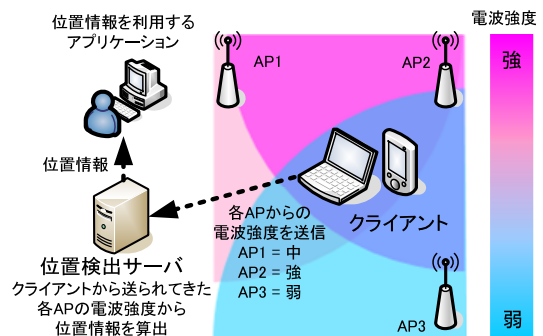 位置情報を利用する
アプリケーション
位置情報
位置検出サーバ
クライアントから送られてきた
各APの電波強度から
位置情報を算出
AP1
AP2
クライアント
各APからの
電波強度を送信
AP1 = 中
AP2 = 強
AP3 = 弱
AP3
電波強度
強
弱